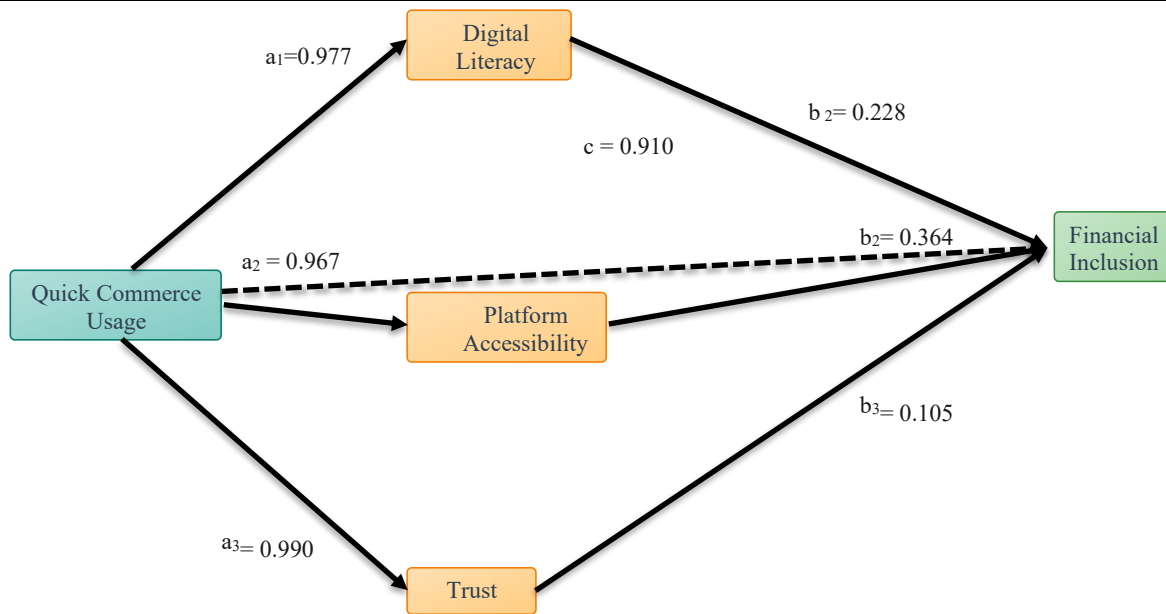 Digital
Literacy
a₁=0.977
b ₂= 0.228
c = 0.910
b₂= 0.364
Financial
Inclusion
a₂ = 0.967
Quick Commerce
Usage
Platform
Accessibility
b₃= 0.105
a₃= 0.990
Trust